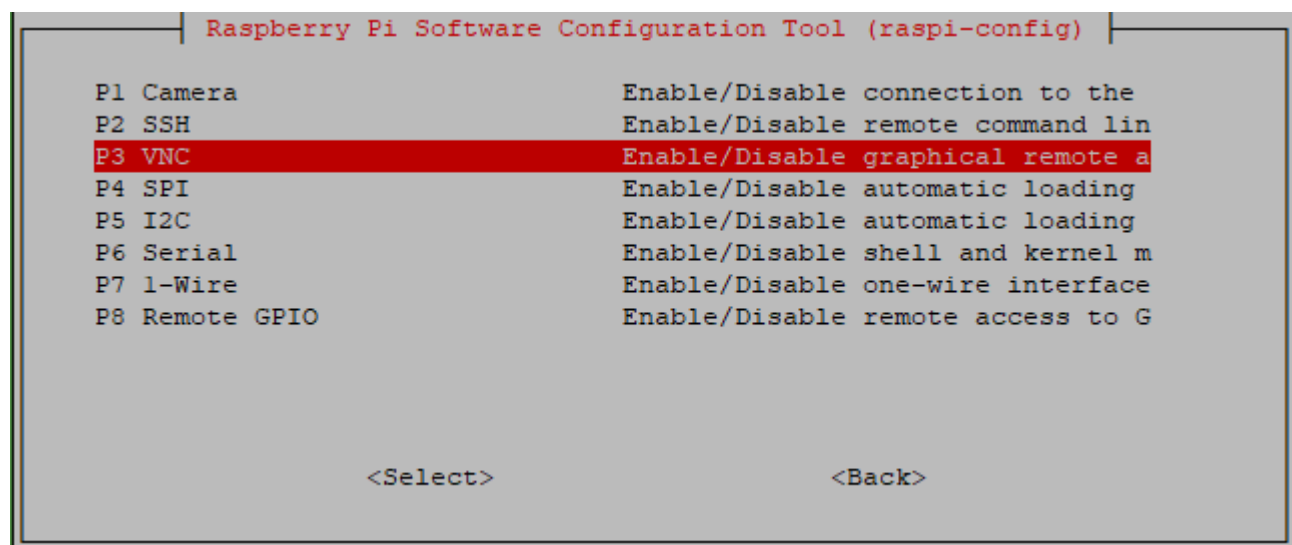 Raspberry Pi Software Configuration Tool (raspi-config)
P1 Camera Enable/Disable connection to the
P2 SSH Enable/Disable remote command lin
P3 VNC Enable/Disable graphical remote a
P4 SPI Enable/Disable automatic loading
P5 I2C Enable/Disable automatic loading
P6 Serial Enable/Disable shell and kernel m
P7 1-Wire Enable/Disable one-wire interface
P8 Remote GPIO Enable/Disable remote access to G
<Select> <Back>